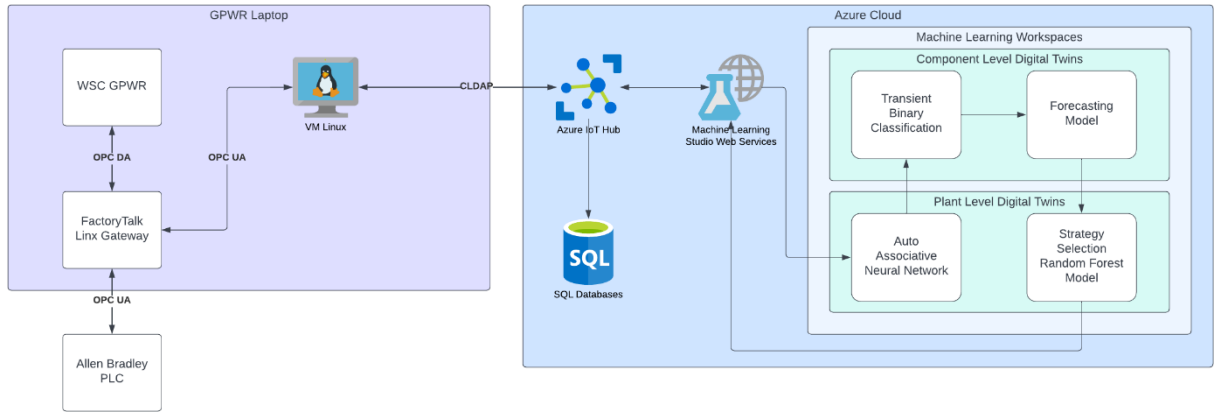 GPWR Laptop
WSC GPWR
OPC DA
FactoryTalk
Linx Gateway
OPC UA
Allen Bradley
PLC
OPC UA
VM Linux
CLDAP
Azure Cloud
Azure IoT Hub
SQL
SQL Databases
Machine Learning
Studio Web Services
Machine Learning Workspaces
Component Level Digital Twins
Transient
Binary
Classification
Forecasting
Model
Plant Level Digital Twins
Auto
Associative
Neural Network
Strategy
Selection
Random Forest
Model